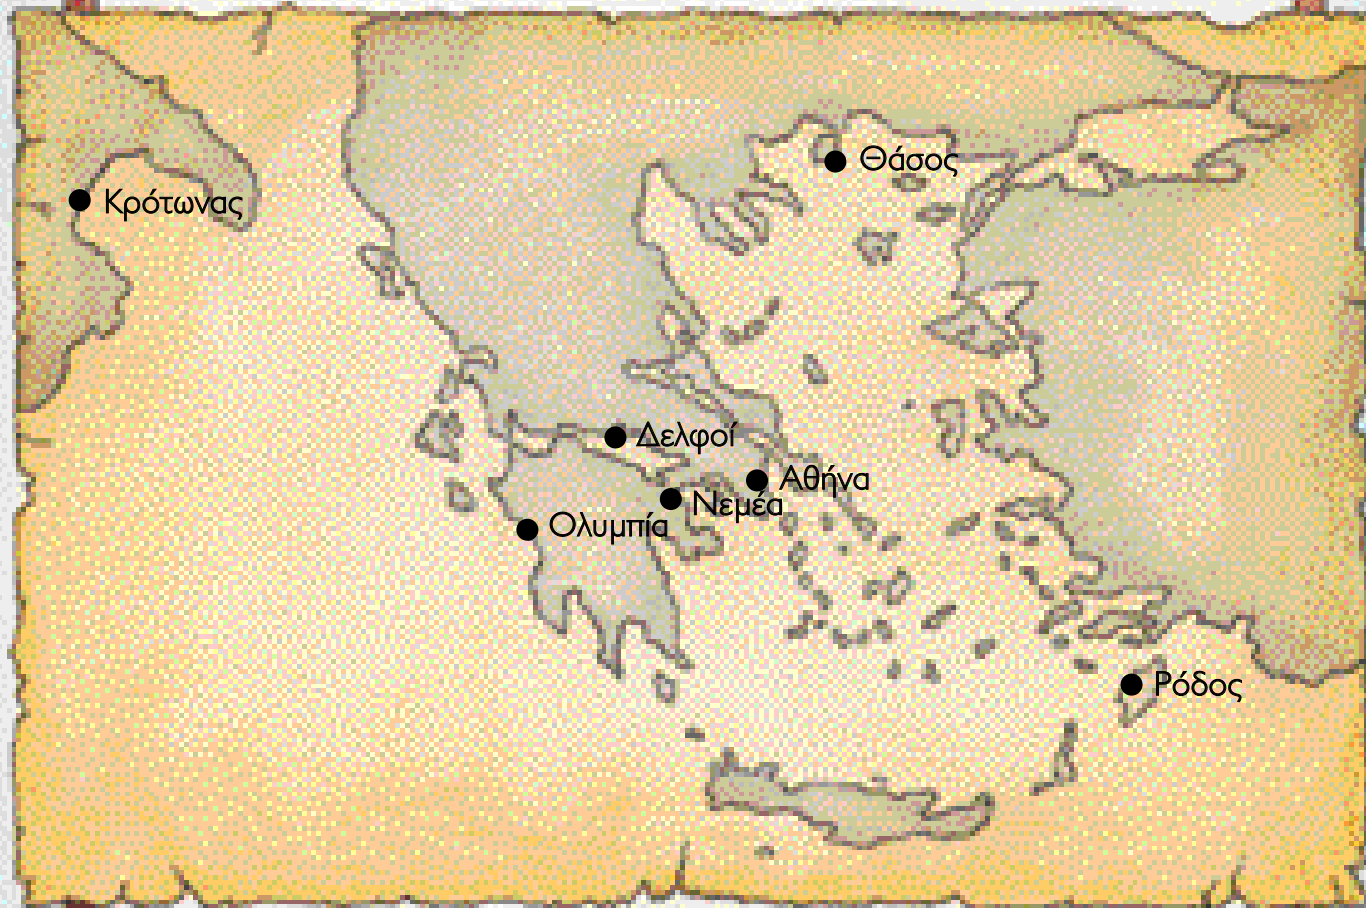 Θάσος
Κρότωνας
Δελφοί
Αθήνα
Νεμέα
Ολυμπία
Ρόδος